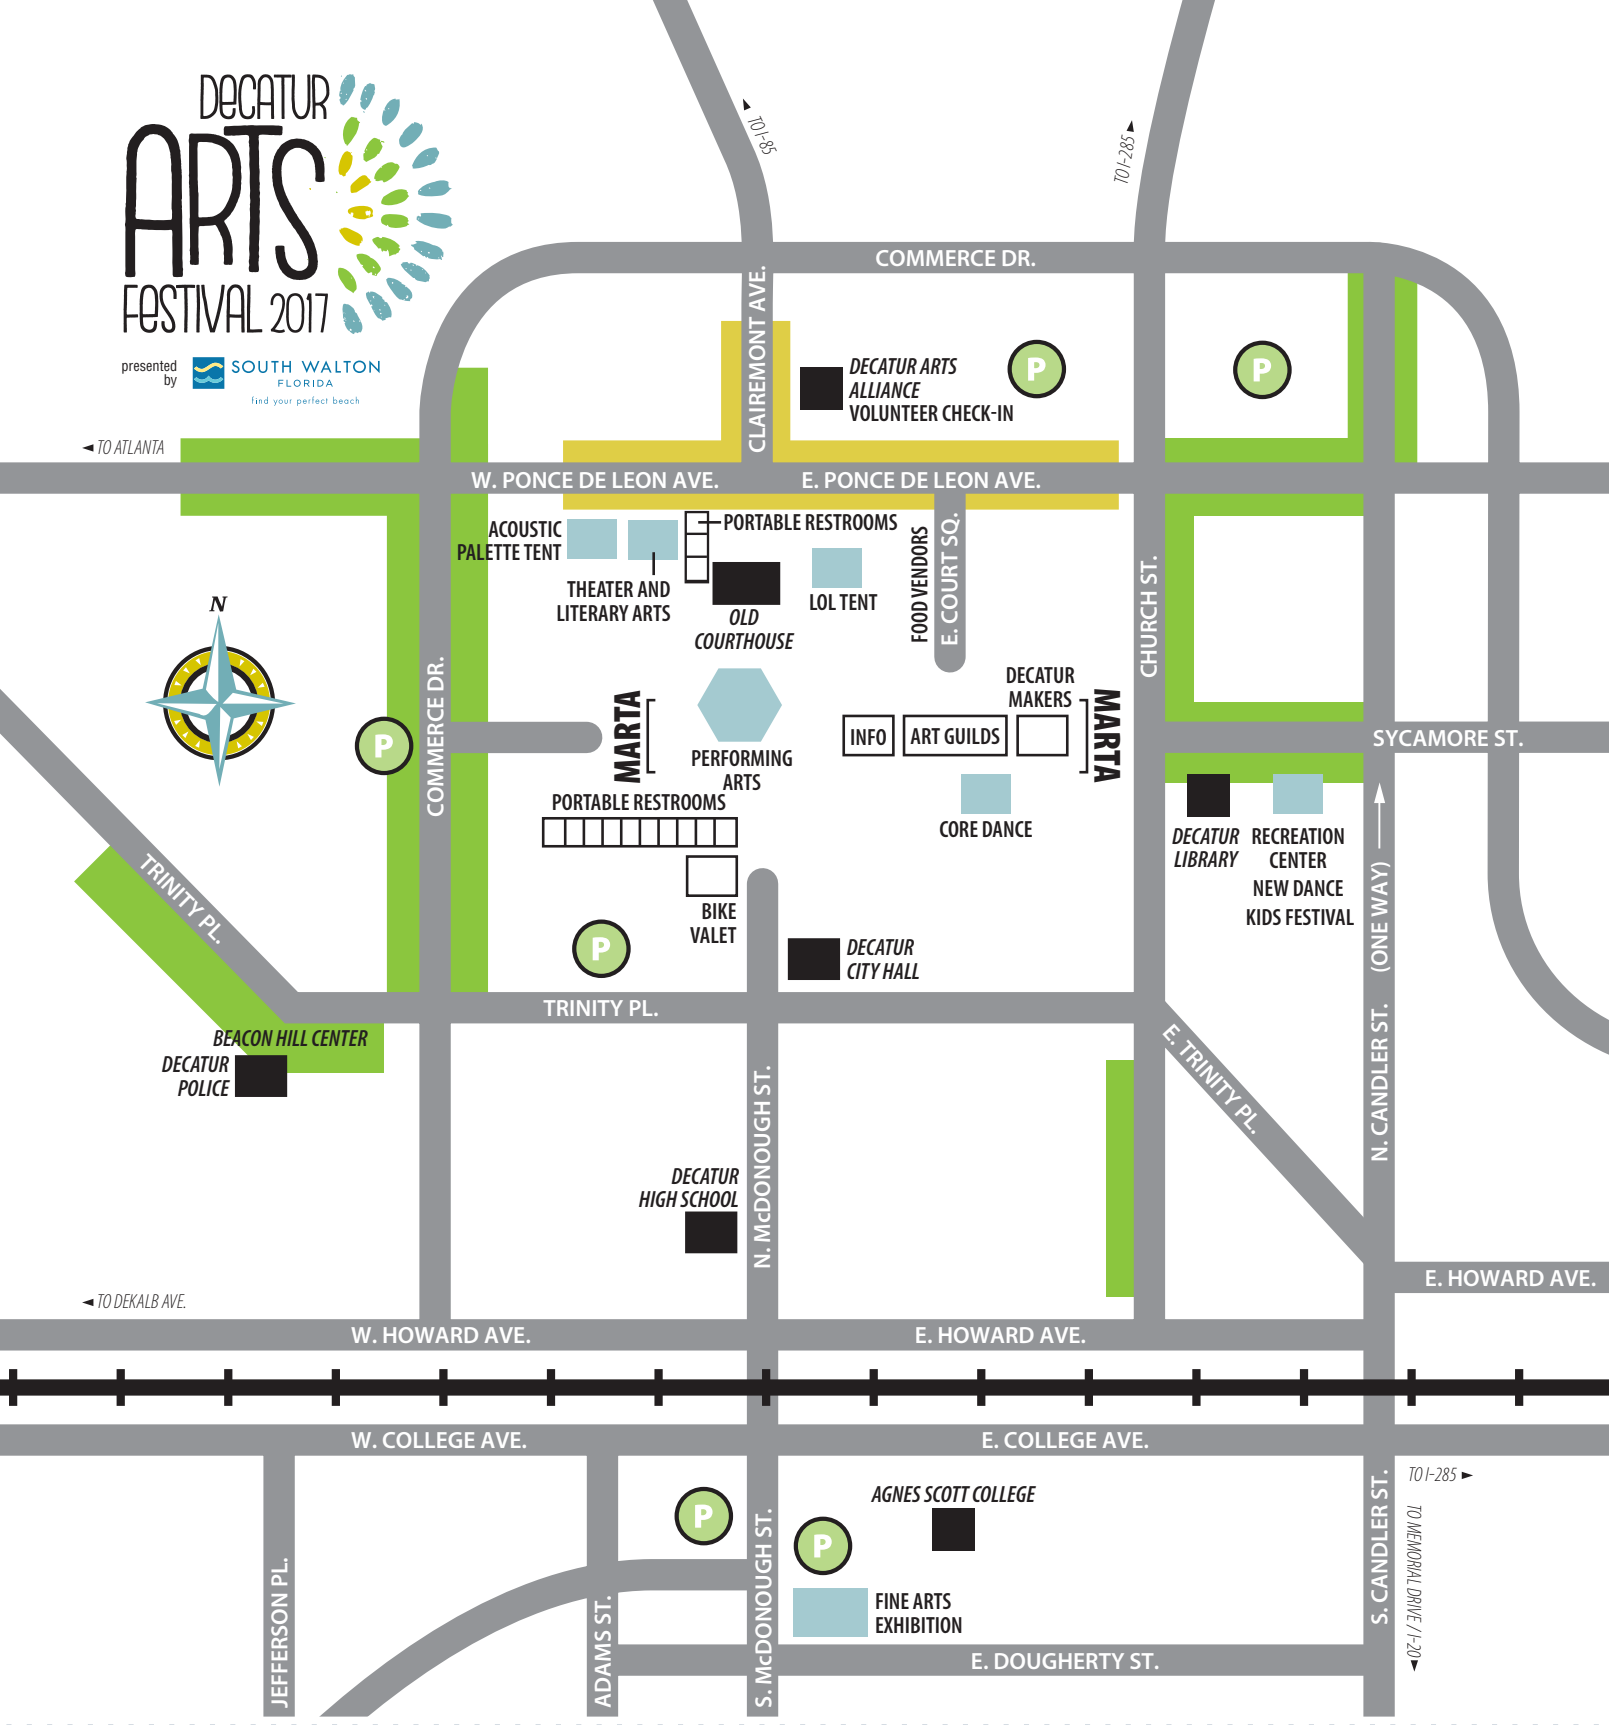 DECATUR
ARTS
FESTIVAL 2017
presented
by
SOUTH WALTON
FLORIDA
find your perfect beach
TO I-85
TO I-285
COMMERCE DR.
CLAIREMONT AVE.
DECATUR ARTS
ALLIANCE
VOLUNTEER CHECK-IN
P
P
TO ATLANTA
W. PONCE DE LEON AVE.
E. PONCE DE LEON AVE.
ACOUSTIC
PALETTE TENT
PORTABLE RESTROOMS
THEATER AND
LITERARY ARTS
OLD
COURTHOUSE
LOL TENT
FOOD VENDORS
E. COURT SQ.
CHURCH ST.
N
COMMERCE DR.
P
MARTA
PERFORMING
ARTS
DECATUR
MAKERS
INFO
ART GUILDS
MARTA
SYCAMORE ST.
PORTABLE RESTROOMS
CORE DANCE
DECATUR
LIBRARY
RECREATION
CENTER
NEW DANCE
KIDS FESTIVAL
BIKE
VALET
P
DECATUR
CITY HALL
TRINITY PL.
TRINITY PL.
E. TRINITY PL.
N. CANDLER ST. (ONE WAY)
BEACON HILL CENTER
DECATUR
POLICE
N. McDONOUGH ST.
DECATUR
HIGH SCHOOL
E. HOWARD AVE.
TO DEKALB AVE.
W. HOWARD AVE.
E. HOWARD AVE.
W. COLLEGE AVE.
E. COLLEGE AVE.
TO I-285
P
P
AGNES SCOTT COLLEGE
FINE ARTS
EXHIBITION
JEFFERSON PL.
ADAMS ST.
S. McDONOUGH ST.
S. CANDLER ST.
TO MEMORIAL DRIVE / I-20
E. DOUGHERTY ST.